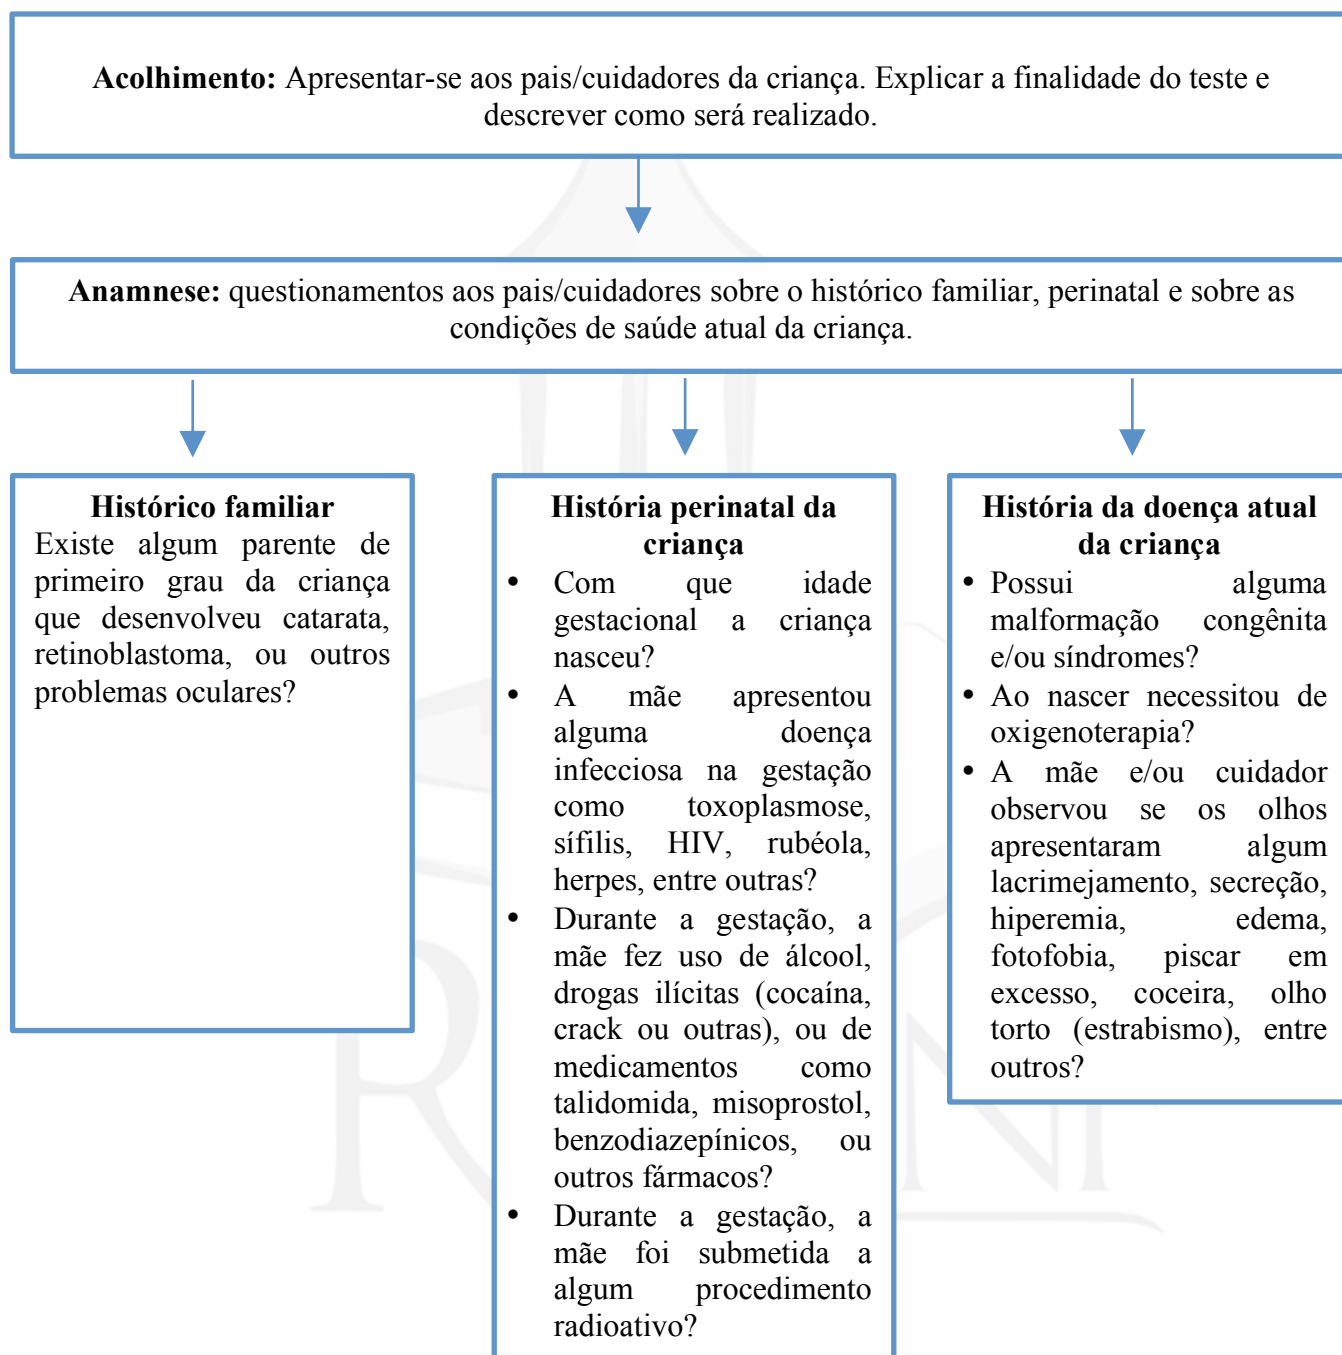 Acolhimento: Apresentar-se aos pais/cuidadores da criança. Explicar a finalidade do teste e
descrever como será realizado.
Anamnese: questionamentos aos pais/cuidadores sobre o histórico familiar, perinatal e sobre as
condições de saúde atual da criança.
Histórico familiar
Existe algum parente de
primeiro grau da criança
que desenvolveu catarata,
retinoblastoma, ou outros
problemas oculares?
História perinatal da
criança
• Com que idade
gestacional a criança
nasceu?
• A mãe apresentou
alguma doença
infecciosa na gestação
como toxoplasmose,
sífilis, HIV, rubéola,
herpes, entre outras?
• Durante a gestação, a
mãe fez uso de álcool,
drogas ilícitas (cocaína,
crack ou outras), ou de
medicamentos como
talidomida, misoprostol,
benzodiazepínicos, ou
outros fármacos?
• Durante a gestação, a
mãe foi submetida a
algum procedimento
radioativo?
História da doença atual
da criança
• Possui alguma
malformação congênita
e/ou síndromes?
• Ao nascer necessitou de
oxigenoterapia?
• A mãe e/ou cuidador
observou se os olhos
apresentaram algum
lacrimejamento, secreção,
hiperemia, edema,
fotofobia, piscar em
excesso, coceira, olho
torto (estrabismo), entre
outros?